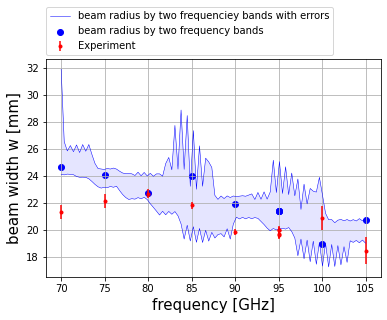 beam radius by two frequenciey bands with errors
beam radius by two frequency bands
Experiment
32
30
28
26
24
22
20
18
beam width w [mm]
70 75 80 85 90 95 100 105
frequency [GHz]